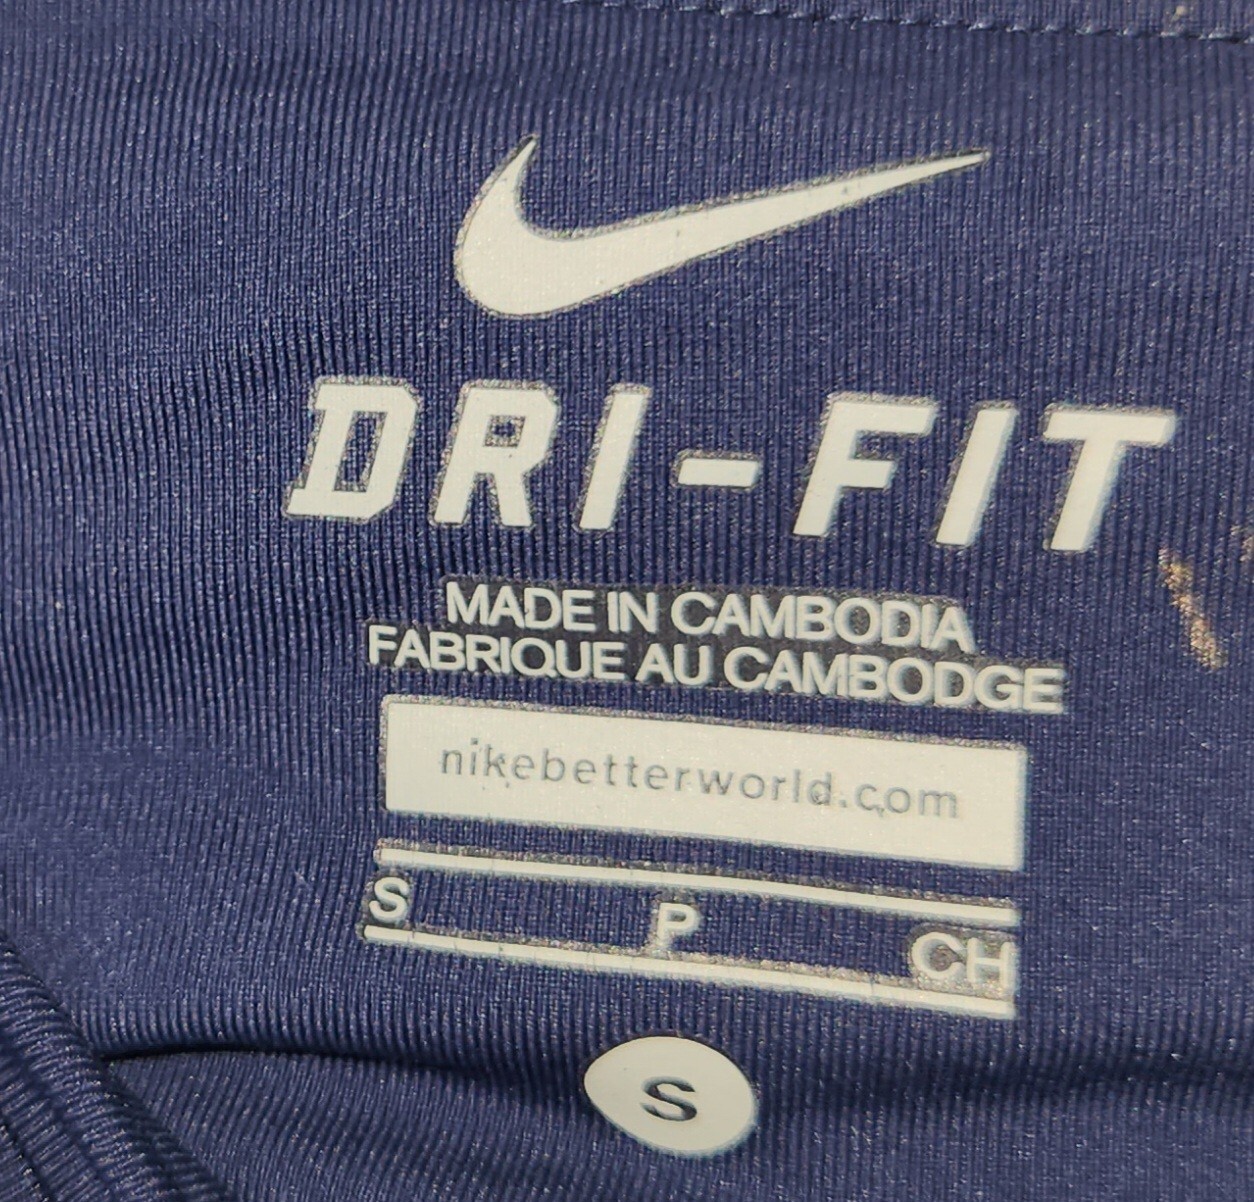 DRI-FIT
MADE IN CAMBODIA
FABRIQUE AU CAMBODGE
nikebetterworld.com
S P CH
S